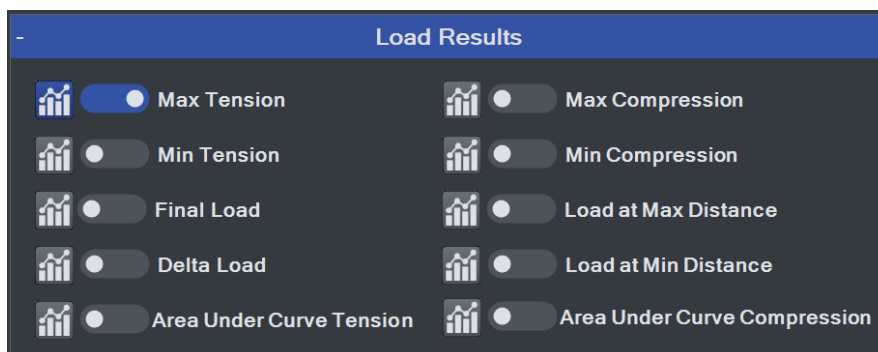 -
Load Results
Max Tension
Max Compression
Min Tension
Min Compression
Final Load
Load at Max Distance
Delta Load
Load at Min Distance
Area Under Curve Tension
Area Under Curve Compression